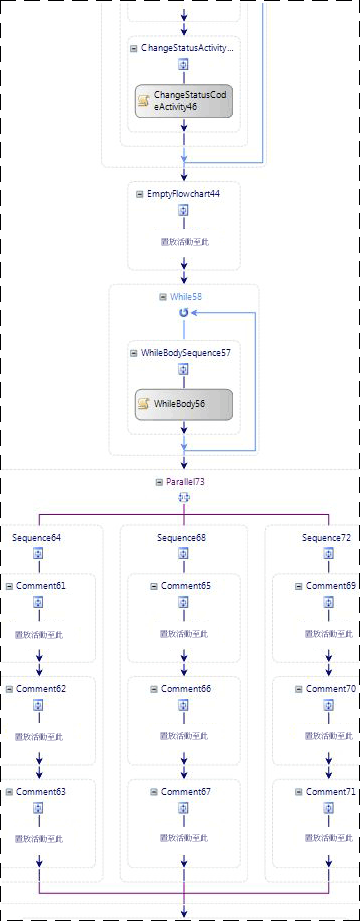 ChangeStatusActivity...
ChangeStatusCod
eActivity46
EmptyFlowchart44
置放活動至此
While58
WhileBodySequence57
WhileBody56
Parallel73
Sequence64
Sequence68
Sequence72
Comment61
Comment65
Comment69
置放活動至此
置放活動至此
置放活動至此
Comment62
Comment66
Comment70
置放活動至此
置放活動至此
置放活動至此
Comment63
Comment67
Comment71
置放活動至此
置放活動至此
置放活動至此